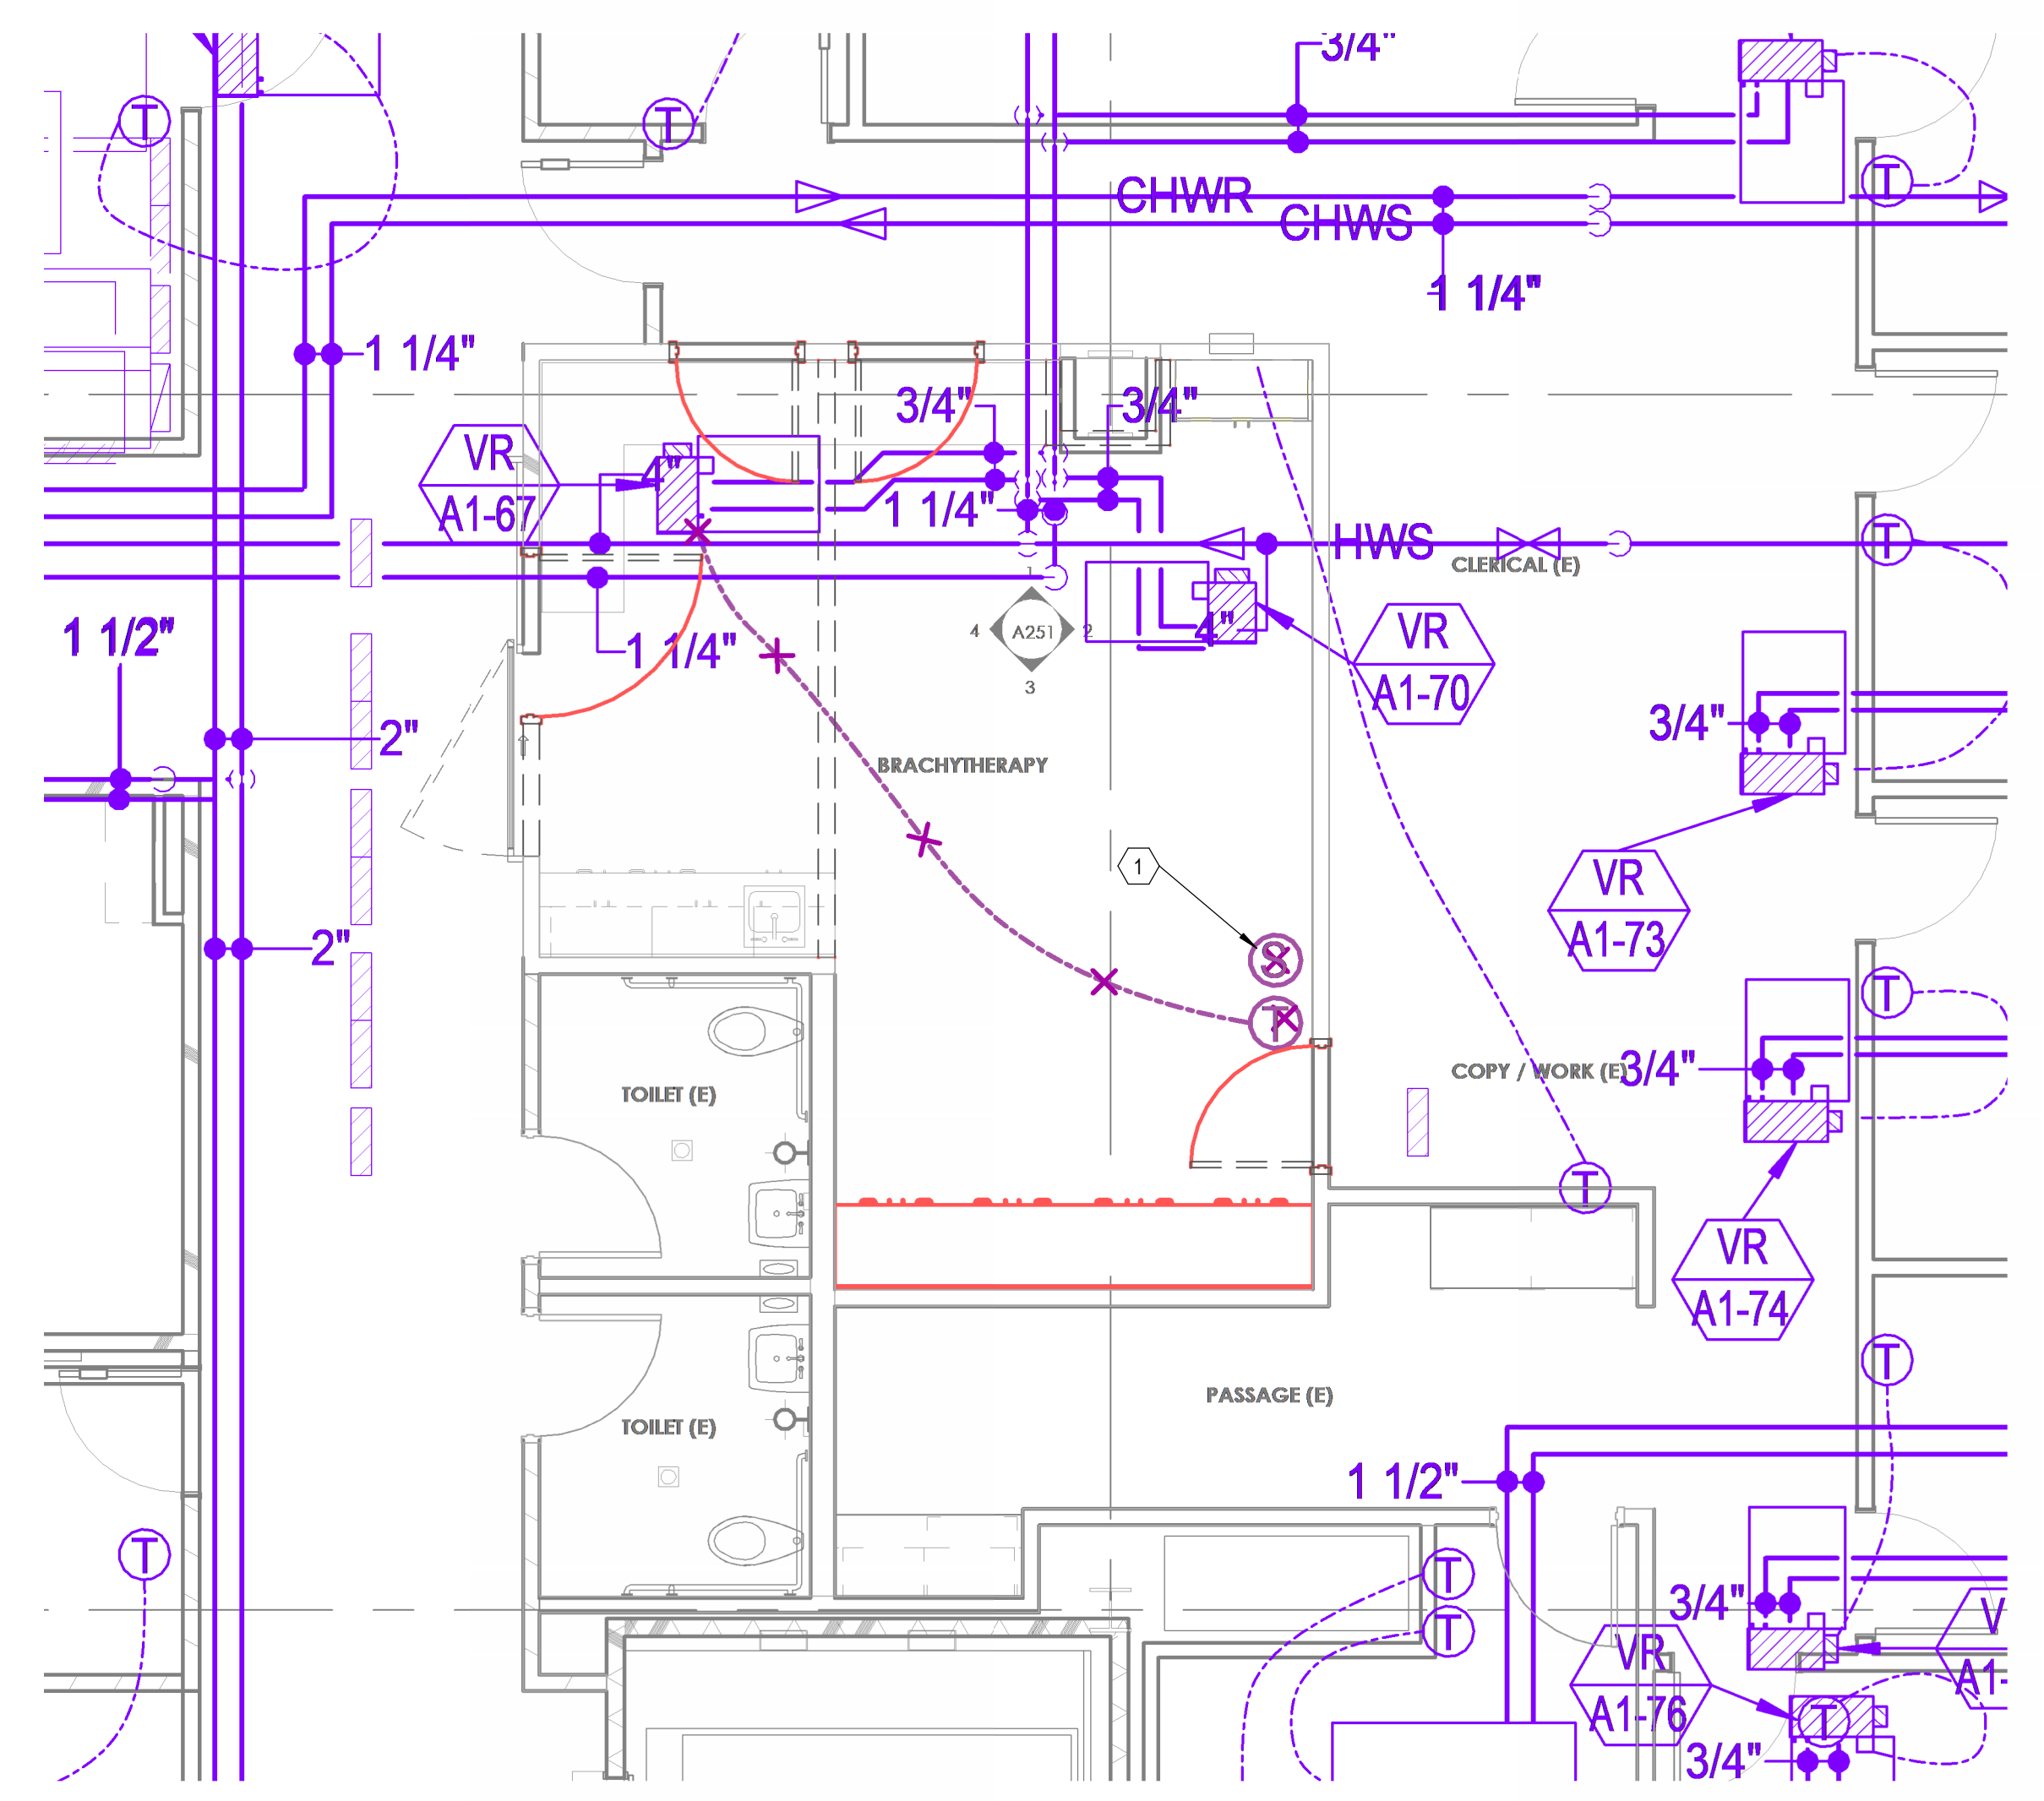 3/4"
T
T
T
CHWR
CHWS
1 1/4"
1 1/4"
3/4"
3/4"
VR
A1-67
4"
1 1/4"
HWS
T
CLERICAL (E)
1
4
A251
2
3
4"
VR
A1-70
1 1/2"
1 1/4"
3/4"
2"
BRACHYTHERAPY
1
VR
A1-73
2"
S
T
T
COPY / WORK (E)
3/4"
TOILET (E)
T
VR
A1-74
T
PASSAGE (E)
TOILET (E)
1 1/2"
T
T
T
3/4"
VR
A1-76
A1-
T
3/4"